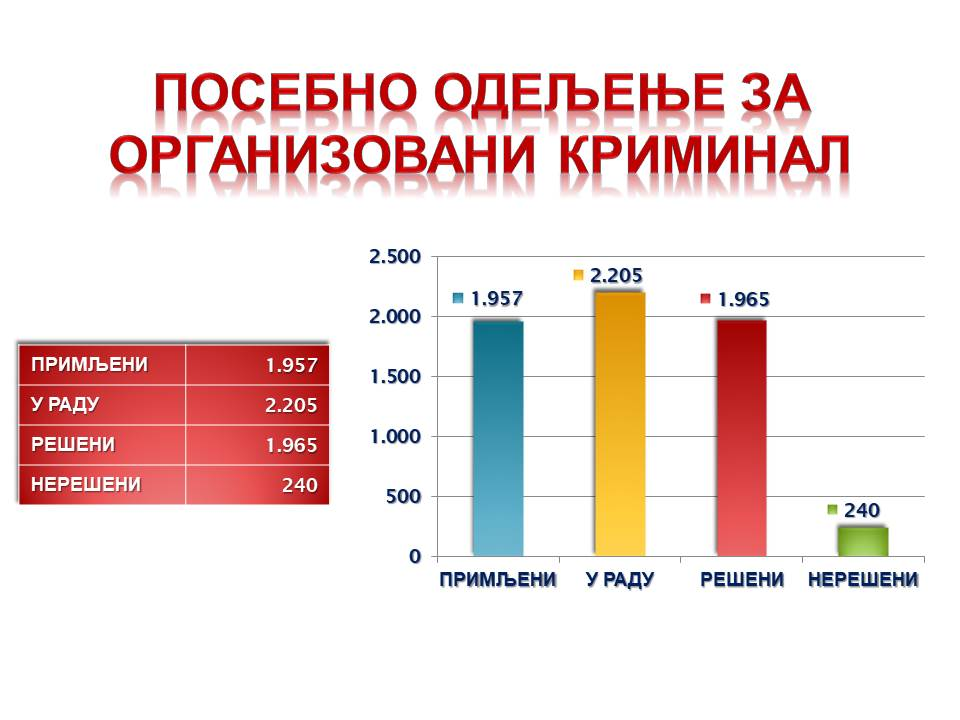 ПОСЕБНО ОДЕЉЕЊЕ ЗА
ОРГАНИЗОВАНИ КРИМИНАЛ
ПРИМЉЕНИ 1.957
У РАДУ 2.205
РЕШЕНИ 1.965
НЕРЕШЕНИ 240
2.500
2.000
1.500
1.000
500
0
1.957
2.205
1.965
240
ПРИМЉЕНИ У РАДУ РЕШЕНИ НЕРЕШЕНИ